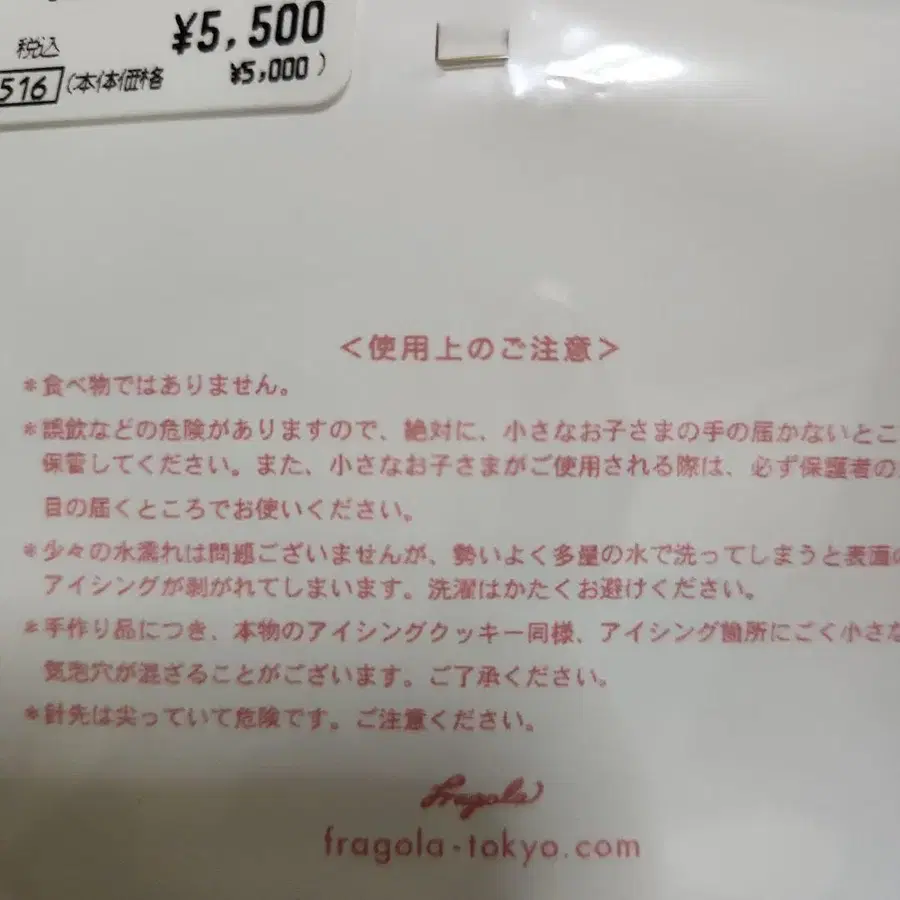 ¥5,500
税込
516 (本体価格 ¥5,000)
<使用上のご注意>
*食べ物ではありません。
*誤飲などの危険がありますので、絶対に、小さなお子さまの手の届かないとこ
保管してください。また、小さなお子さまがご使用される際は、必ず保護者の
目の届くところでお使いください。
*少々の水濡れは問題ございませんが、勢いよく多量の水で洗ってしまうと表面の
アイシングが剥がれてしまいます。洗濯はかたくお避けください。
*手作り品につき、本物のアイシングクッキー同様、アイシング箇所にごく小さな
気泡穴が混ざることがございます。ご了承ください。
*針先は尖っていて危険です。ご注意ください。
Fragola
fragola-tokyo.com